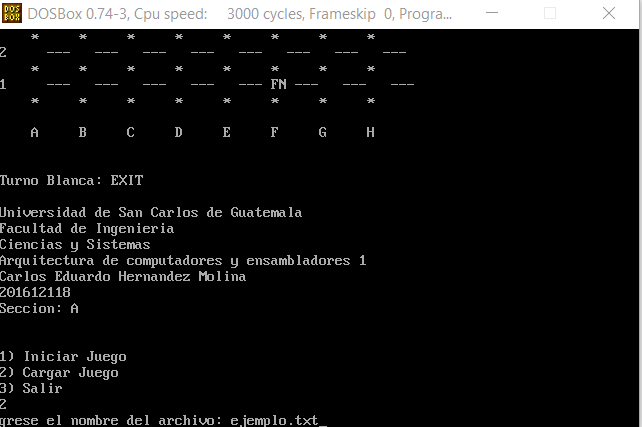 DOS BOX DOSBox 0.74-3, Cpu speed: 3000 cycles, Frameskip 0, Progra...
* * * * * * * *
2 --- --- --- --- --- --- --- ---
* * * * * * * *
1 --- --- --- --- --- FN --- --- ---
* * * * * * * *
A B C D E F G H
Turno Blanca: EXIT
Universidad de San Carlos de Guatemala
Facultad de Ingenieria
Ciencias y Sistemas
Arquitectura de computadores y ensambladores 1
Carlos Eduardo Hernandez Molina
201612118
Seccion: A
1) Iniciar Juego
2) Cargar Juego
3) Salir
2
grese el nombre del archivo: ejemplo.txt_